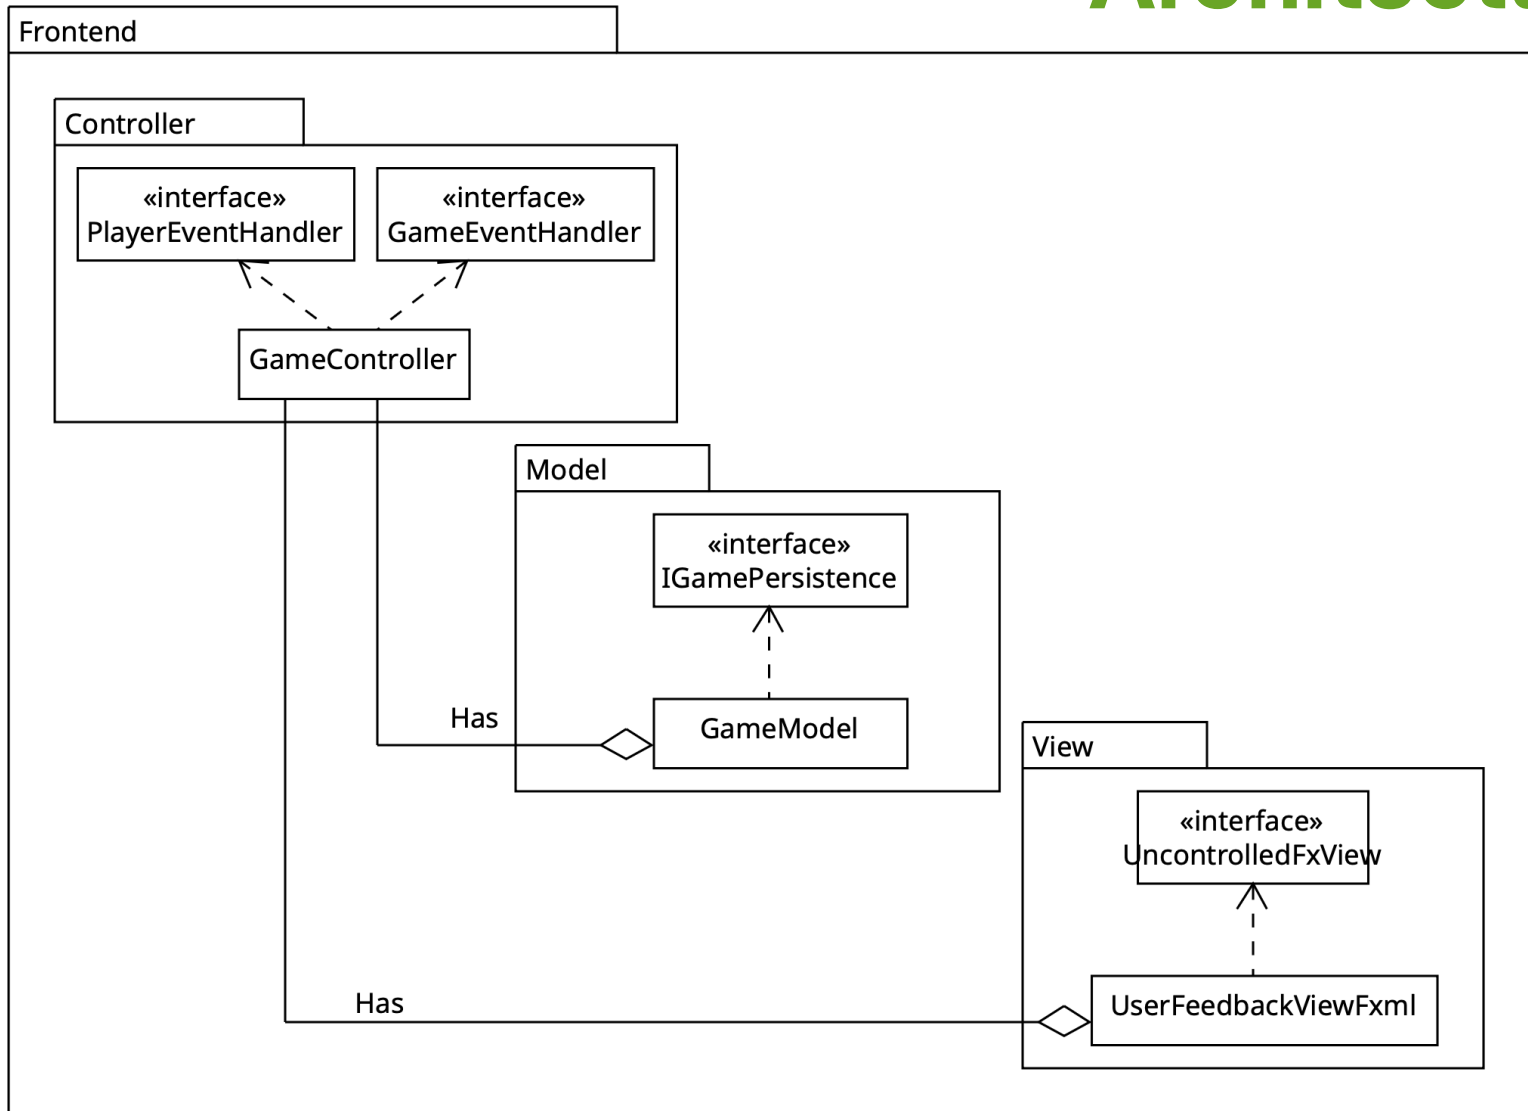 Frontend
Controller
«interface»
PlayerEventHandler
«interface»
GameEventHandler
GameController
Model
«interface»
IGamePersistence
Has
GameModel
View
«interface»
UncontrolledFxView
Has
UserFeedbackViewFxml